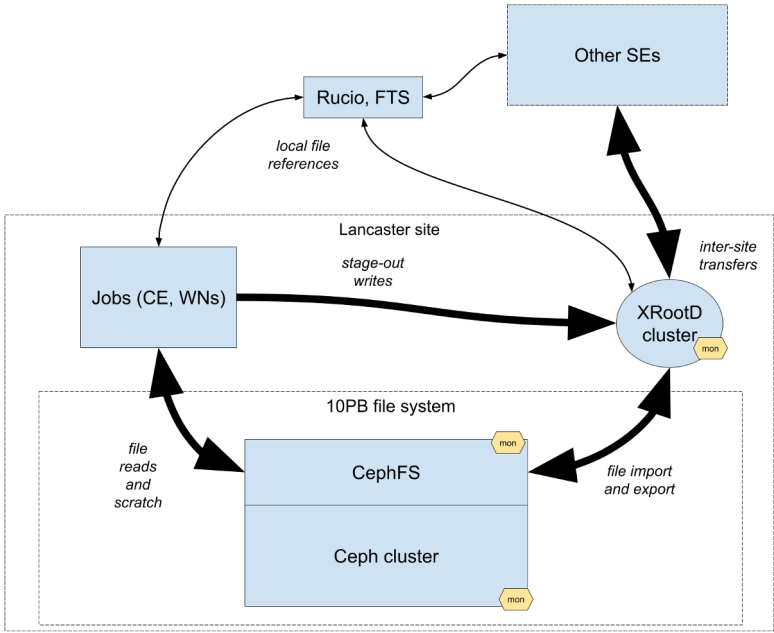 Other SEs
Rucio, FTS
local file
references
Lancaster site
inter-site
transfers
stage-out
writes
Jobs (CE, WNs)
XRootD
cluster
mon
10PB file system
mon
file
reads
and
scratch
CephFS
file import
and export
Ceph cluster
mon